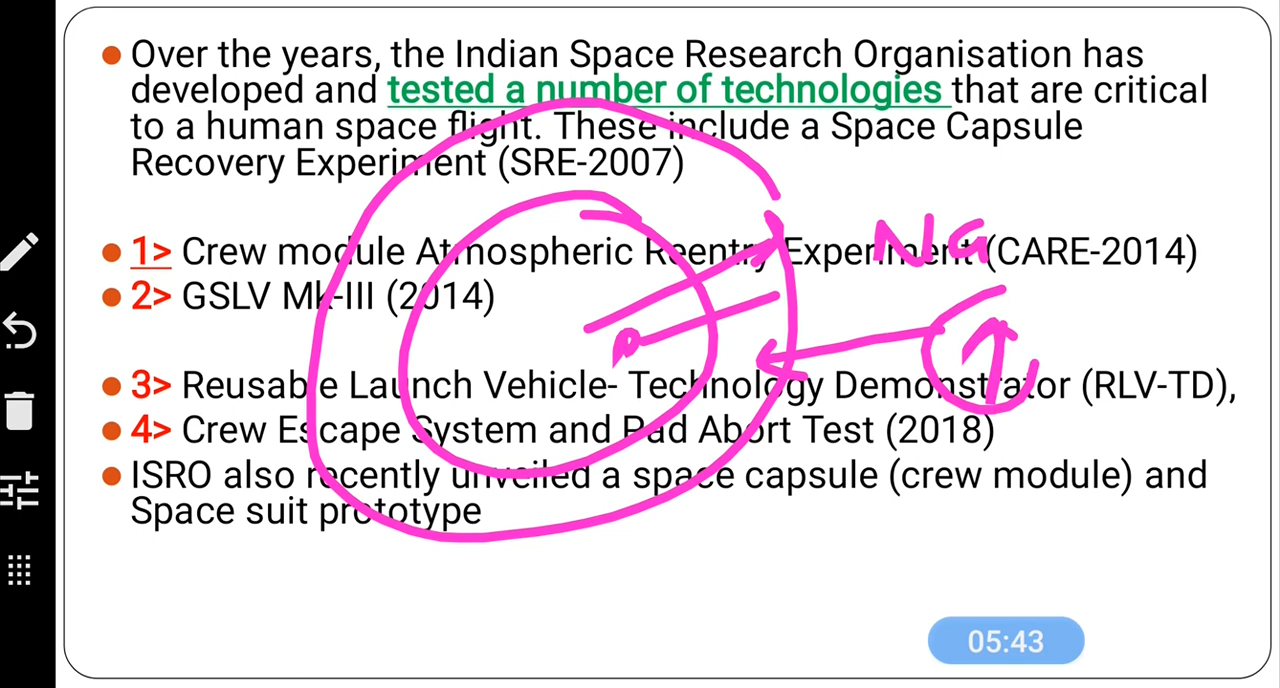 • Over the years, the Indian Space Research Organisation has
developed and tested a number of technologies that are critical
to a human space flight. These include a Space Capsule
Recovery Experiment (SRE-2007)
• 1> Crew module Atmospheric Reentry Experiment (CARE-2014)
• 2> GSLV Mk-III (2014)
• 3> Reusable Launch Vehicle- Technology Demonstrator (RLV-TD),
• 4> Crew Escape System and Pad Abort Test (2018)
• ISRO also recently unveiled a space capsule (crew module) and
Space suit prototype
05:43